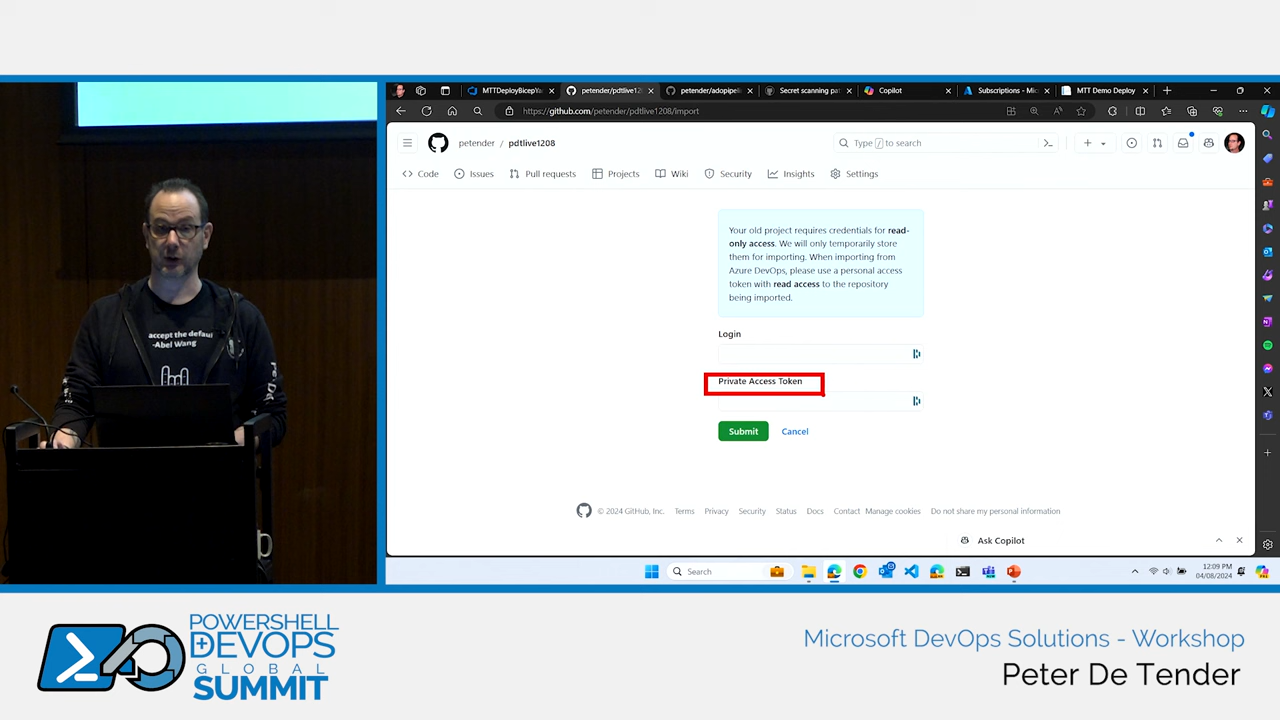 accept the defaul
-Abel Wang
MTTDeployBicepYa
petender/pdtlive12
petender/adopipeli
Secret scanning pa
Copilot
Subscriptions - Mic
MTT Demo Deploy
https://github.com/petender/pdtlive1208/import
petender / pdtlive1208
Type / to search
Code
Issues
Pull requests
Projects
Wiki
Security
Insights
Settings
Your old project requires credentials for read-
only access. We will only temporarily store
them for importing. When importing from
Azure DevOps, please use a personal access
token with read access to the repository
being imported.
Login
Private Access Token
Submit
Cancel
© 2024 GitHub, Inc.
Terms
Privacy
Security
Status
Docs
Contact
Manage cookies
Do not share my personal information
Ask Copilot
Search
12:09 PM
04/08/2024
POWERSHELL
DEVOPS
GLOBAL
SUMMIT
Microsoft DevOps Solutions - Workshop
Peter De Tender